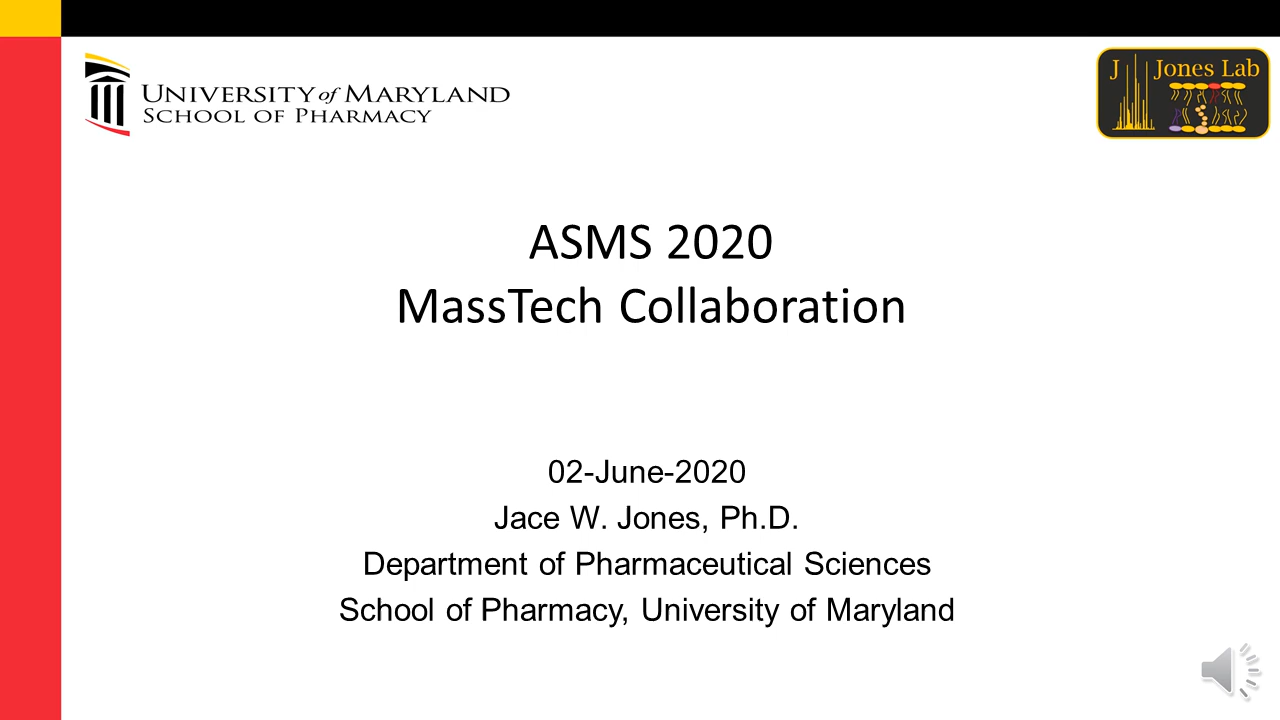 UNIVERSITY of MARYLAND
SCHOOL OF PHARMACY
J Jones Lab
ASMS 2020
MassTech Collaboration
02-June-2020
Jace W. Jones, Ph.D.
Department of Pharmaceutical Sciences
School of Pharmacy, University of Maryland